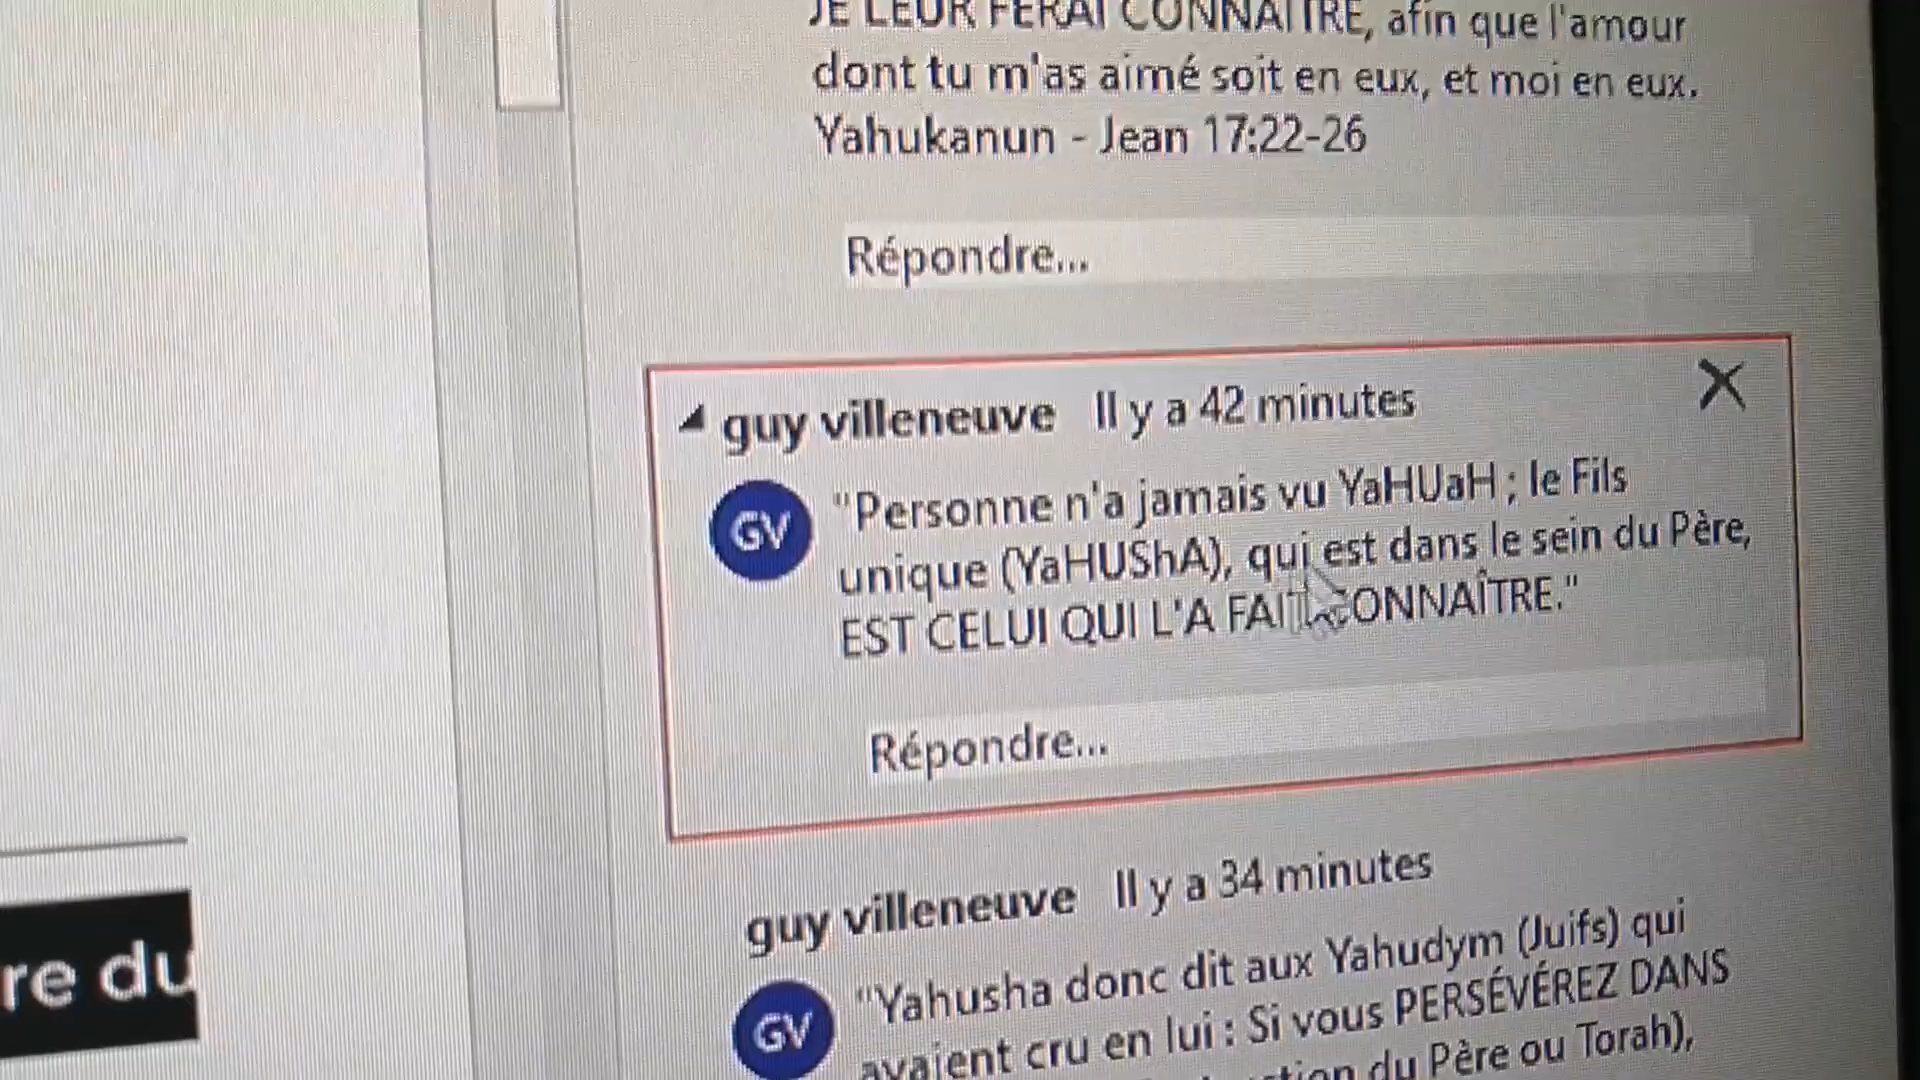 JE LEUR FERAI CONNAÎTRE, afin que l'amour
dont tu m'as aimé soit en eux, et moi en eux.
Yahukanun - Jean 17:22-26
Répondre...
guy villeneuve Il y a 42 minutes
GV
"Personne n'a jamais vu YaHUaH ; le Fils
unique (YaHUShA), qui est dans le sein du Père,
EST CELUI QUI L'A FAIT CONNAÎTRE."
Répondre...
guy villeneuve Il y a 34 minutes
GV
"Yahusha donc dit aux Yahudym (Juifs) qui
avaient cru en lui : Si vous PERSÉVÉREZ DANS
du Père ou Torah),
re du